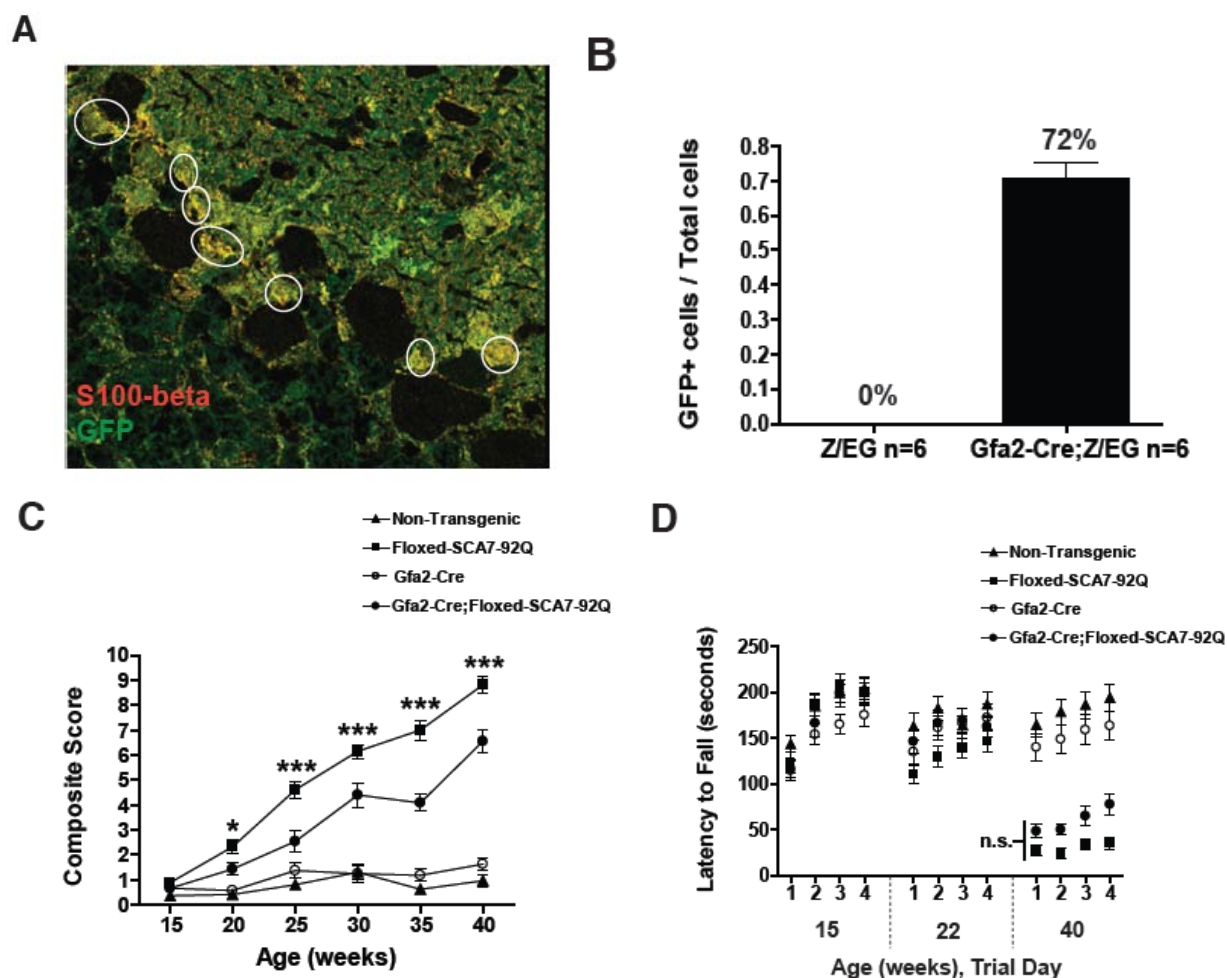 A
S100-beta
GFP
B
GFP+ cells / Total cells
0.8
0.7
0.6
0.5
0.4
0.3
0.2
0.1
0.0
72%
0%
Z/EG n=6 Gfa2-Cre;Z/EG n=6
C
Non-Transgenic
Floxed-SCA7-92Q
Gfa2-Cre
Gfa2-Cre;Floxed-SCA7-92Q
Composite Score
10
9
8
7
6
5
4
3
2
1
0
* *** *** *** ***
15 20 25 30 35 40
Age (weeks)
D
Non-Transgenic
Floxed-SCA7-92Q
Gfa2-Cre
Gfa2-Cre;Floxed-SCA7-92Q
Latency to Fall (seconds)
250
200
150
100
50
0
n.s.
1 2 3 4 1 2 3 4 1 2 3 4
15 22 40
Age (weeks), Trial Day